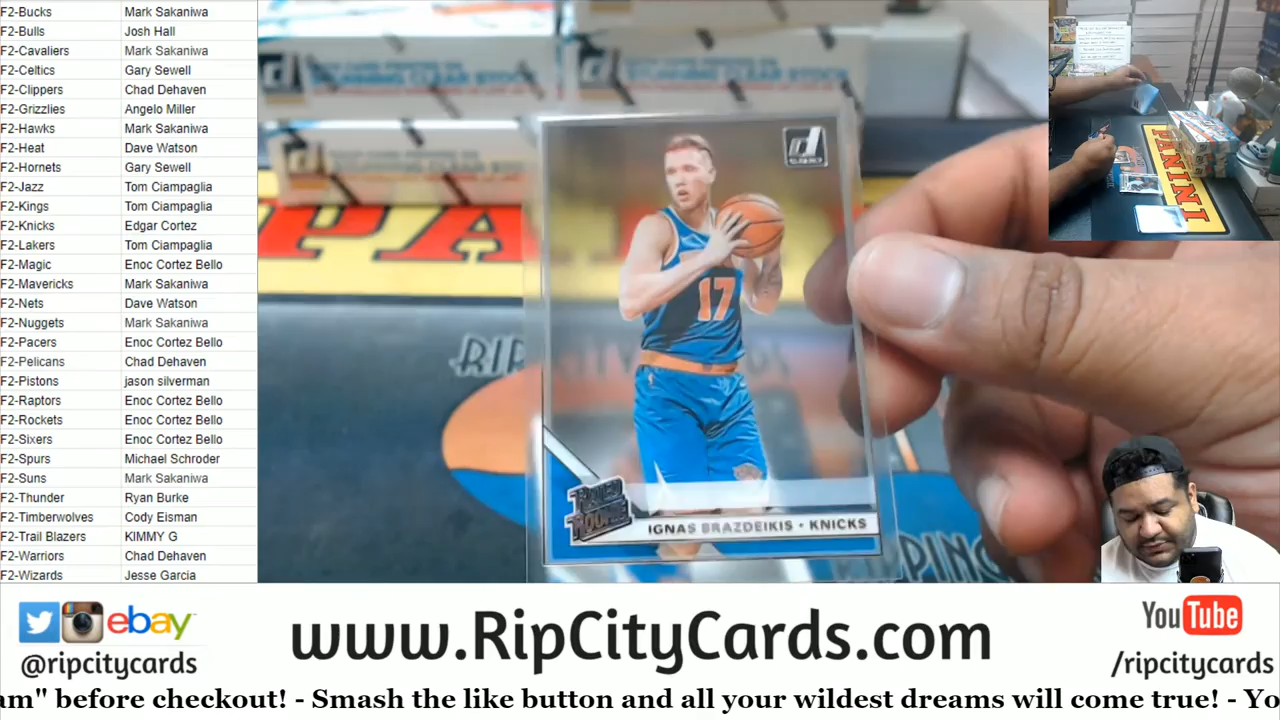 F2-Bucks Mark Sakaniwa
F2-Bulls Josh Hall
F2-Cavaliers Mark Sakaniwa
F2-Celtics Gary Sewell
F2-Clippers Chad Dehaven
F2-Grizzlies Angelo Miller
F2-Hawks Mark Sakaniwa
F2-Heat Dave Watson
F2-Hornets Gary Sewell
F2-Jazz Tom Ciampaglia
F2-Kings Tom Ciampaglia
F2-Knicks Edgar Cortez
F2-Lakers Tom Ciampaglia
F2-Magic Enoc Cortez Bello
F2-Mavericks Mark Sakaniwa
F2-Nets Dave Watson
F2-Nuggets Mark Sakaniwa
F2-Pacers Enoc Cortez Bello
F2-Pelicans Chad Dehaven
F2-Pistons jason silverman
F2-Raptors Enoc Cortez Bello
F2-Rockets Enoc Cortez Bello
F2-Sixers Enoc Cortez Bello
F2-Spurs Michael Schroder
F2-Suns Mark Sakaniwa
F2-Thunder Ryan Burke
F2-Timberwolves Cody Eisman
F2-Trail Blazers KIMMY G
F2-Warriors Chad Dehaven
F2-Wizards Jesse Garcia
PANINI
PA
RIP
17
RATED
ROOKIE
IGNAS BRAZDEIKIS • KNICKS
RIPPING
ebay
@ripcitycards
www.RipCityCards.com
YouTube
/ripcitycards
am" before checkout! - Smash the like button and all your wildest dreams will come true! - Yo